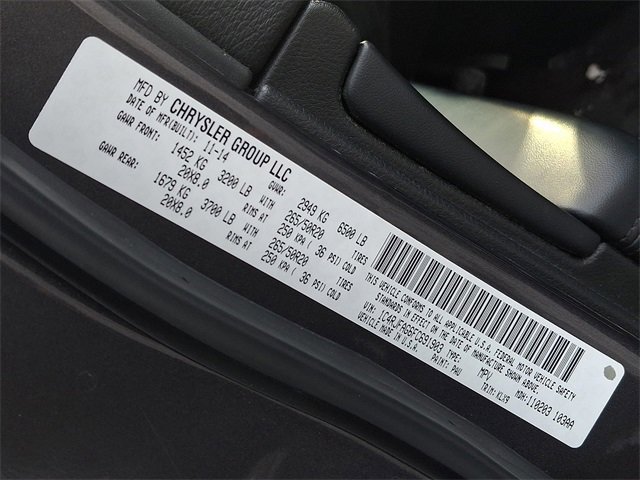 MFD BY CHRYSLER GROUP LLC
DATE OF MFR(BUILT): 11-14 GVWR: 2949 KG 6500 LB
GAWR FRONT: 1452 KG 3200 LB WITH 265/50R20 TIRES
20X8.0 RIMS AT 250 KPA ( 36 PSI) COLD
GAWR REAR: 1679 KG 3700 LB WITH 265/50R20 TIRES
20X8.0 RIMS AT 250 KPA ( 36 PSI) COLD
THIS VEHICLE CONFORMS TO ALL APPLICABLE U.S.A. FEDERAL MOTOR VEHICLE SAFETY
STANDARDS IN EFFECT ON THE DATE OF MANUFACTURE SHOWN ABOVE.
VIN: TYPE: MPV MDH: 110203 103AA
VEHICLE MADE IN U.S.A. PAINT: PAU TRIM: KLX9